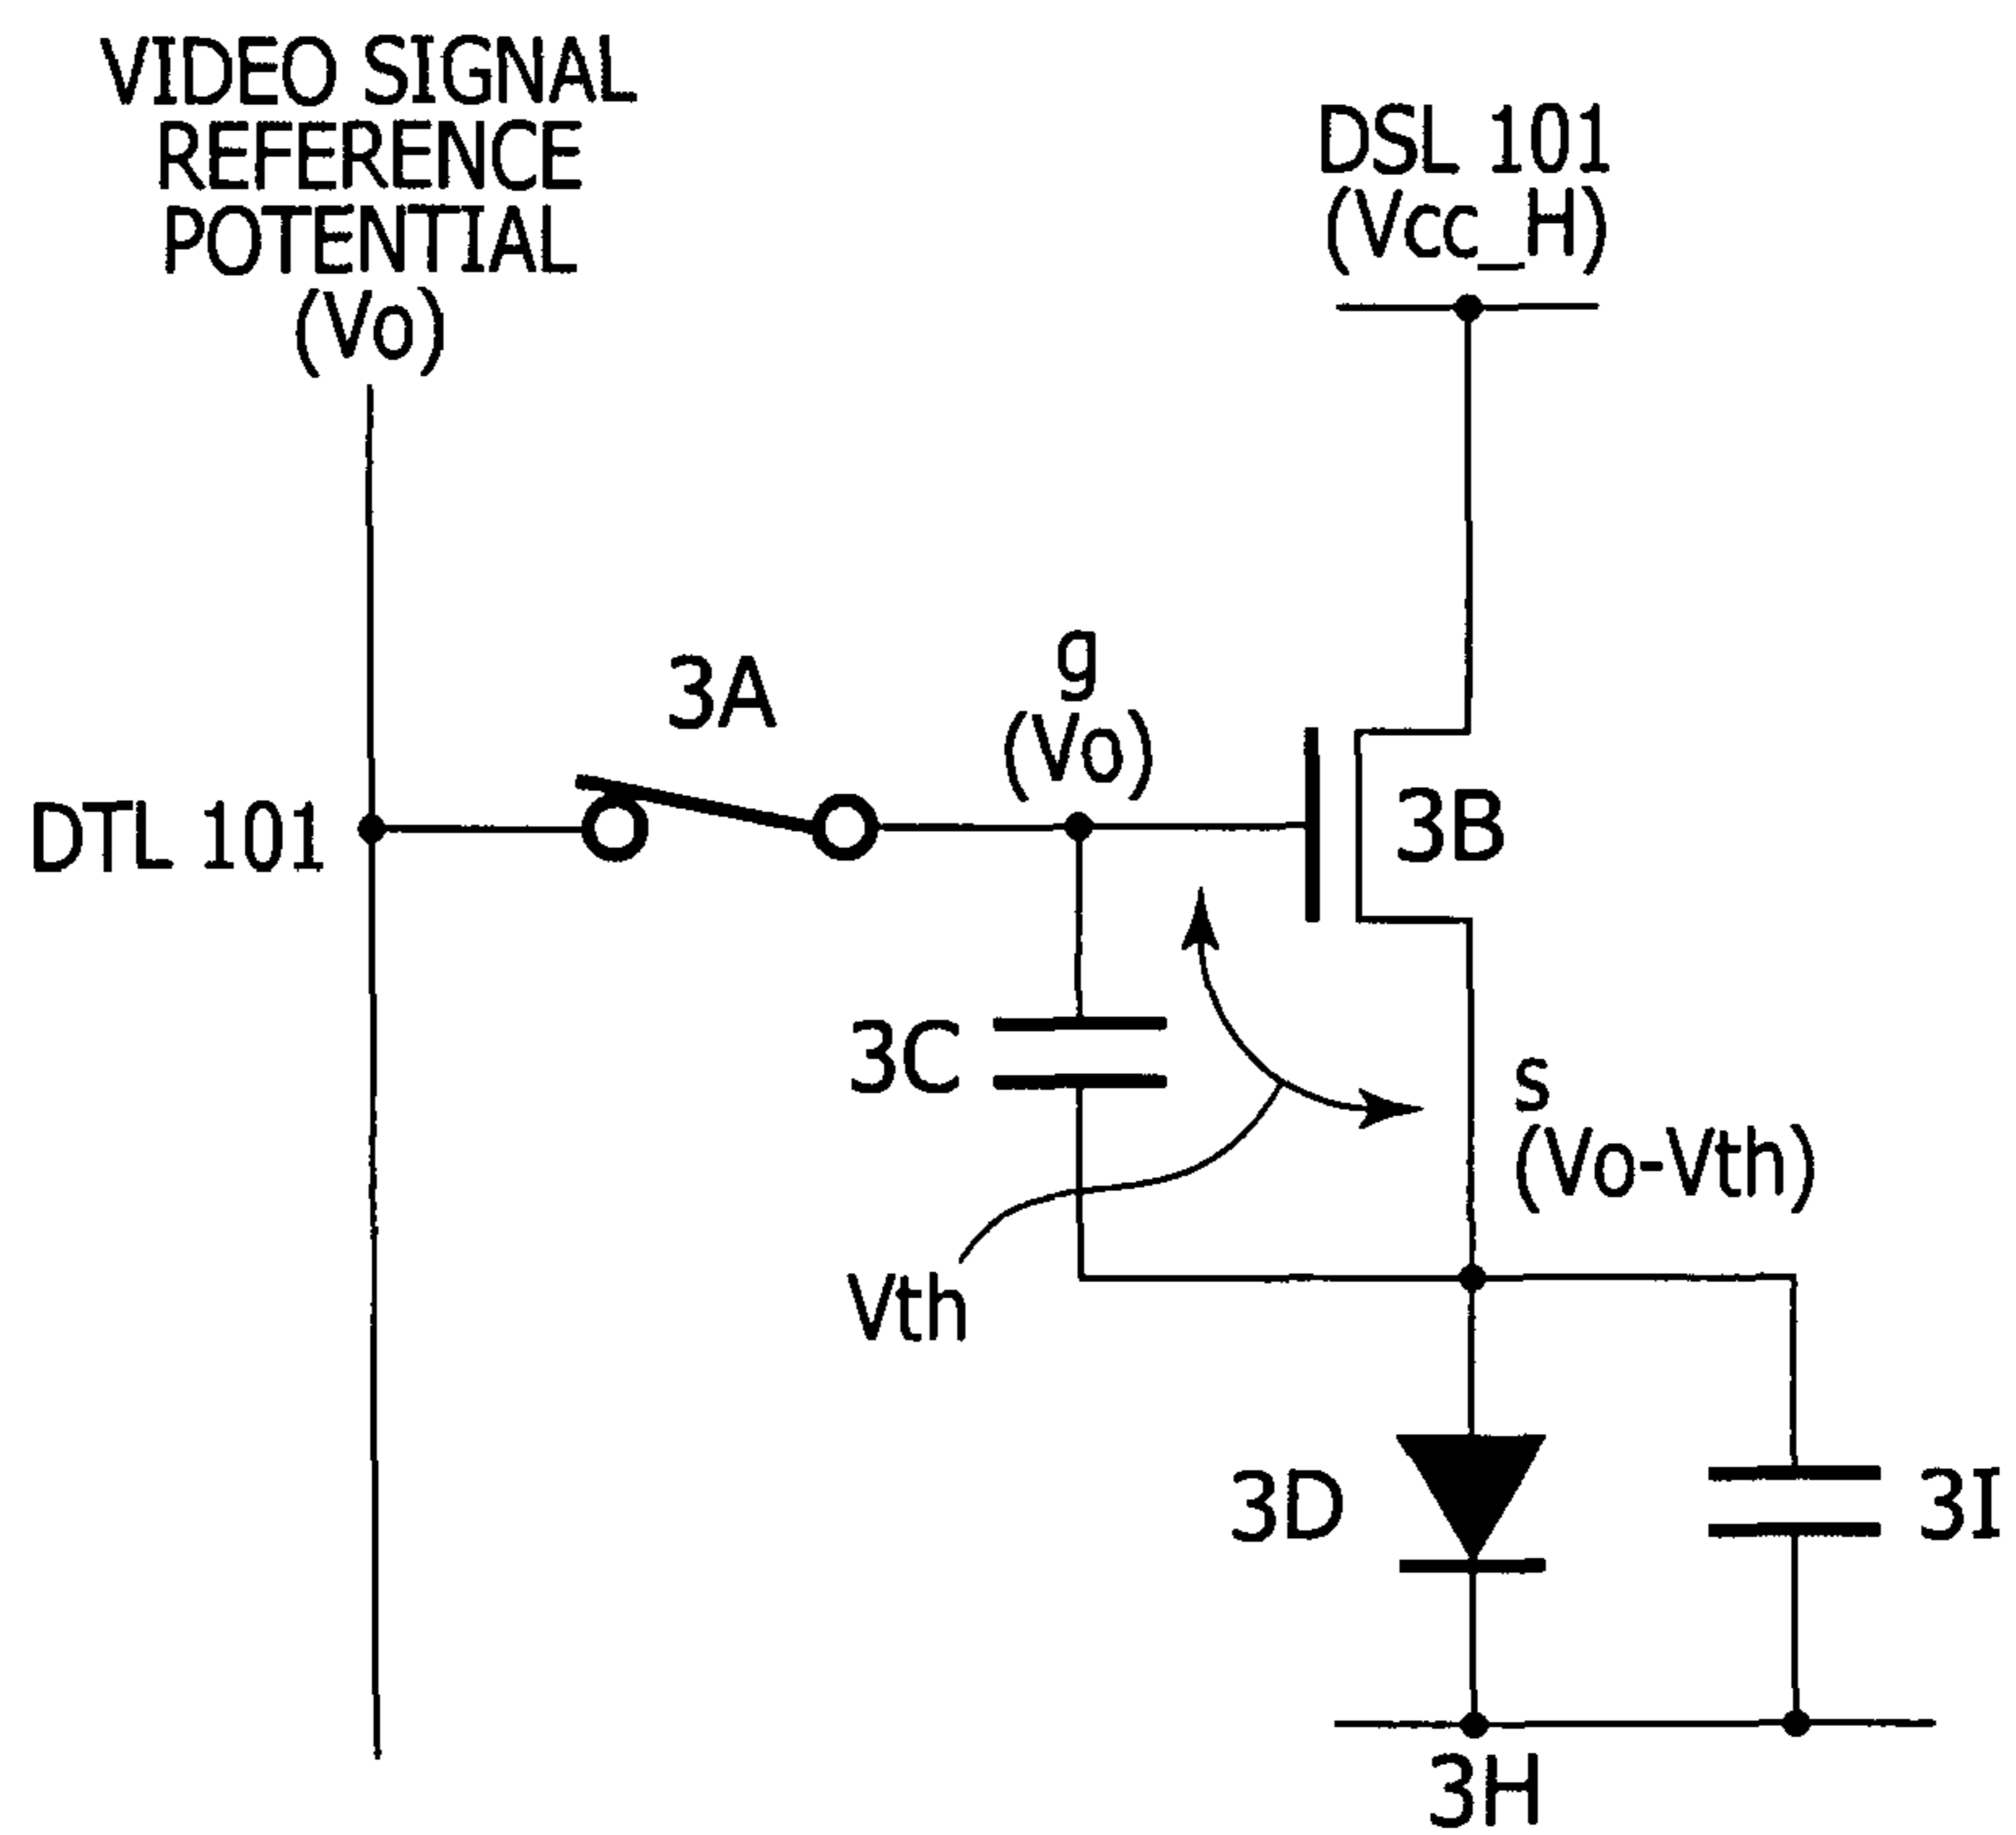 VIDEO SIGNAL
REFERENCE
POTENTIAL
(Vo)
DSL 101
(Vcc_H)
3A
g
(Vo)
DTL 101
3B
3C
s
(Vo-Vth)
Vth
3D
3I
3H